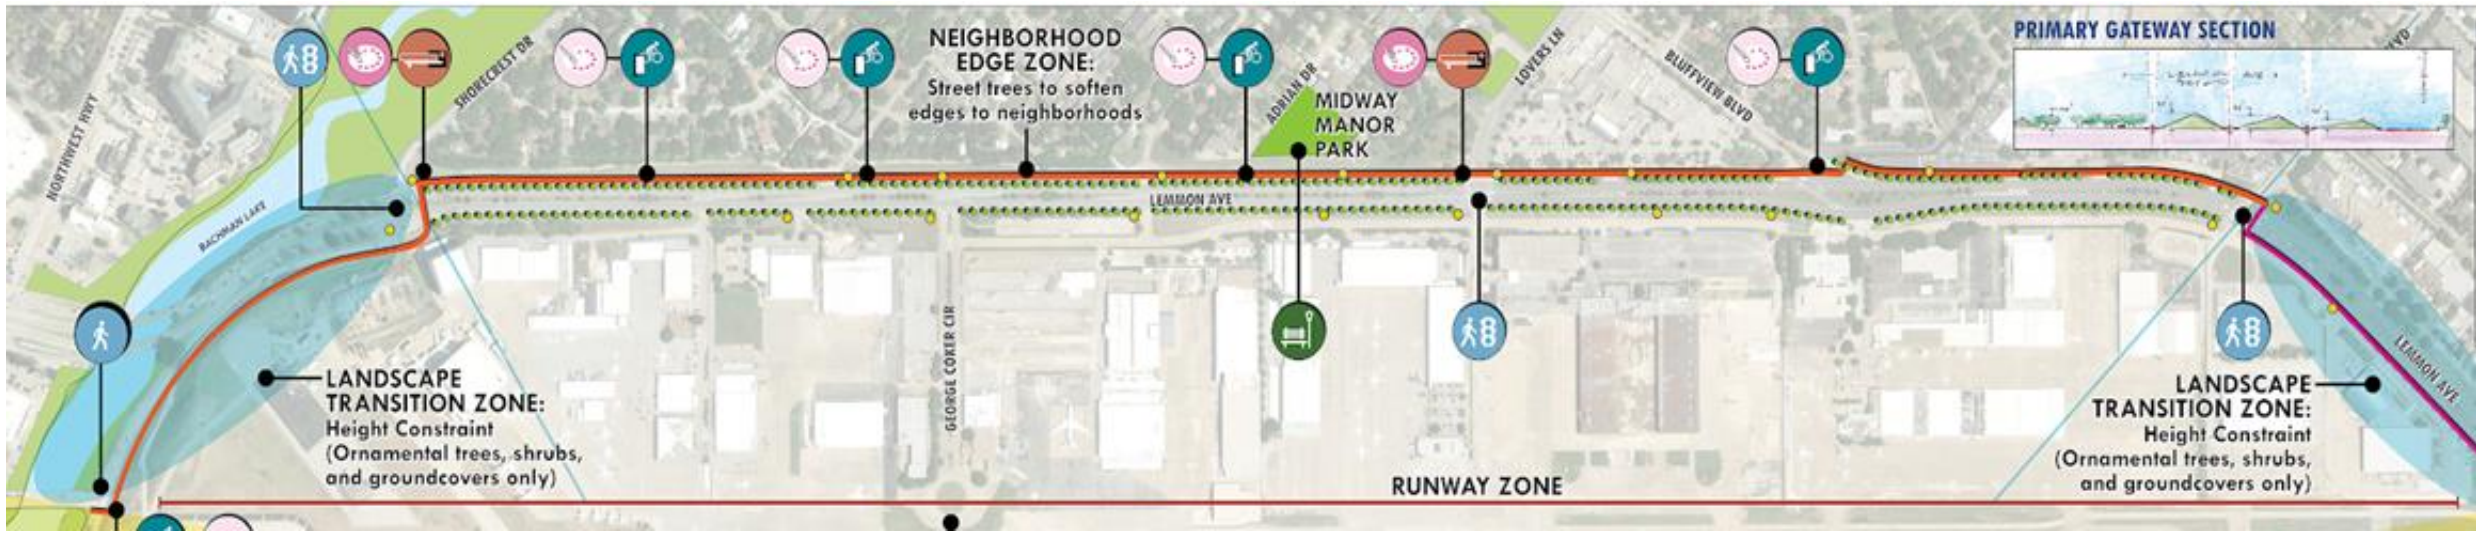 NORTHWEST HWY
BACHMAN LAKE
SHORECREST DR
NEIGHBORHOOD
EDGE ZONE:
Street trees to soften
edges to neighborhoods
ADRIAN DR
MIDWAY
MANOR
PARK
LOVERS LN
BLUFFVIEW BLVD
PRIMARY GATEWAY SECTION
BLVD
LEMMON AVE
GEORGE COKER CIR
LANDSCAPE
TRANSITION ZONE:
Height Constraint
(Ornamental trees, shrubs,
and groundcovers only)
LANDSCAPE
TRANSITION ZONE:
Height Constraint
(Ornamental trees, shrubs,
and groundcovers only)
LEMMON AVE
RUNWAY ZONE